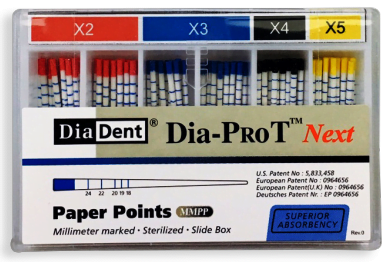 X2 X3 X4 X5
DiaDent® Dia-ProT™ Next
U.S. Patent No : 5,833,458
European Patent No : 0964656
European Patent(U.K) No : 0964656
Deutsches Patent Nr. : EP 0964656
24 22 20 19 18
Paper Points MMPP
Millimeter marked · Sterilized · Slide Box
SUPERIOR
ABSORBENCY
Rev.0